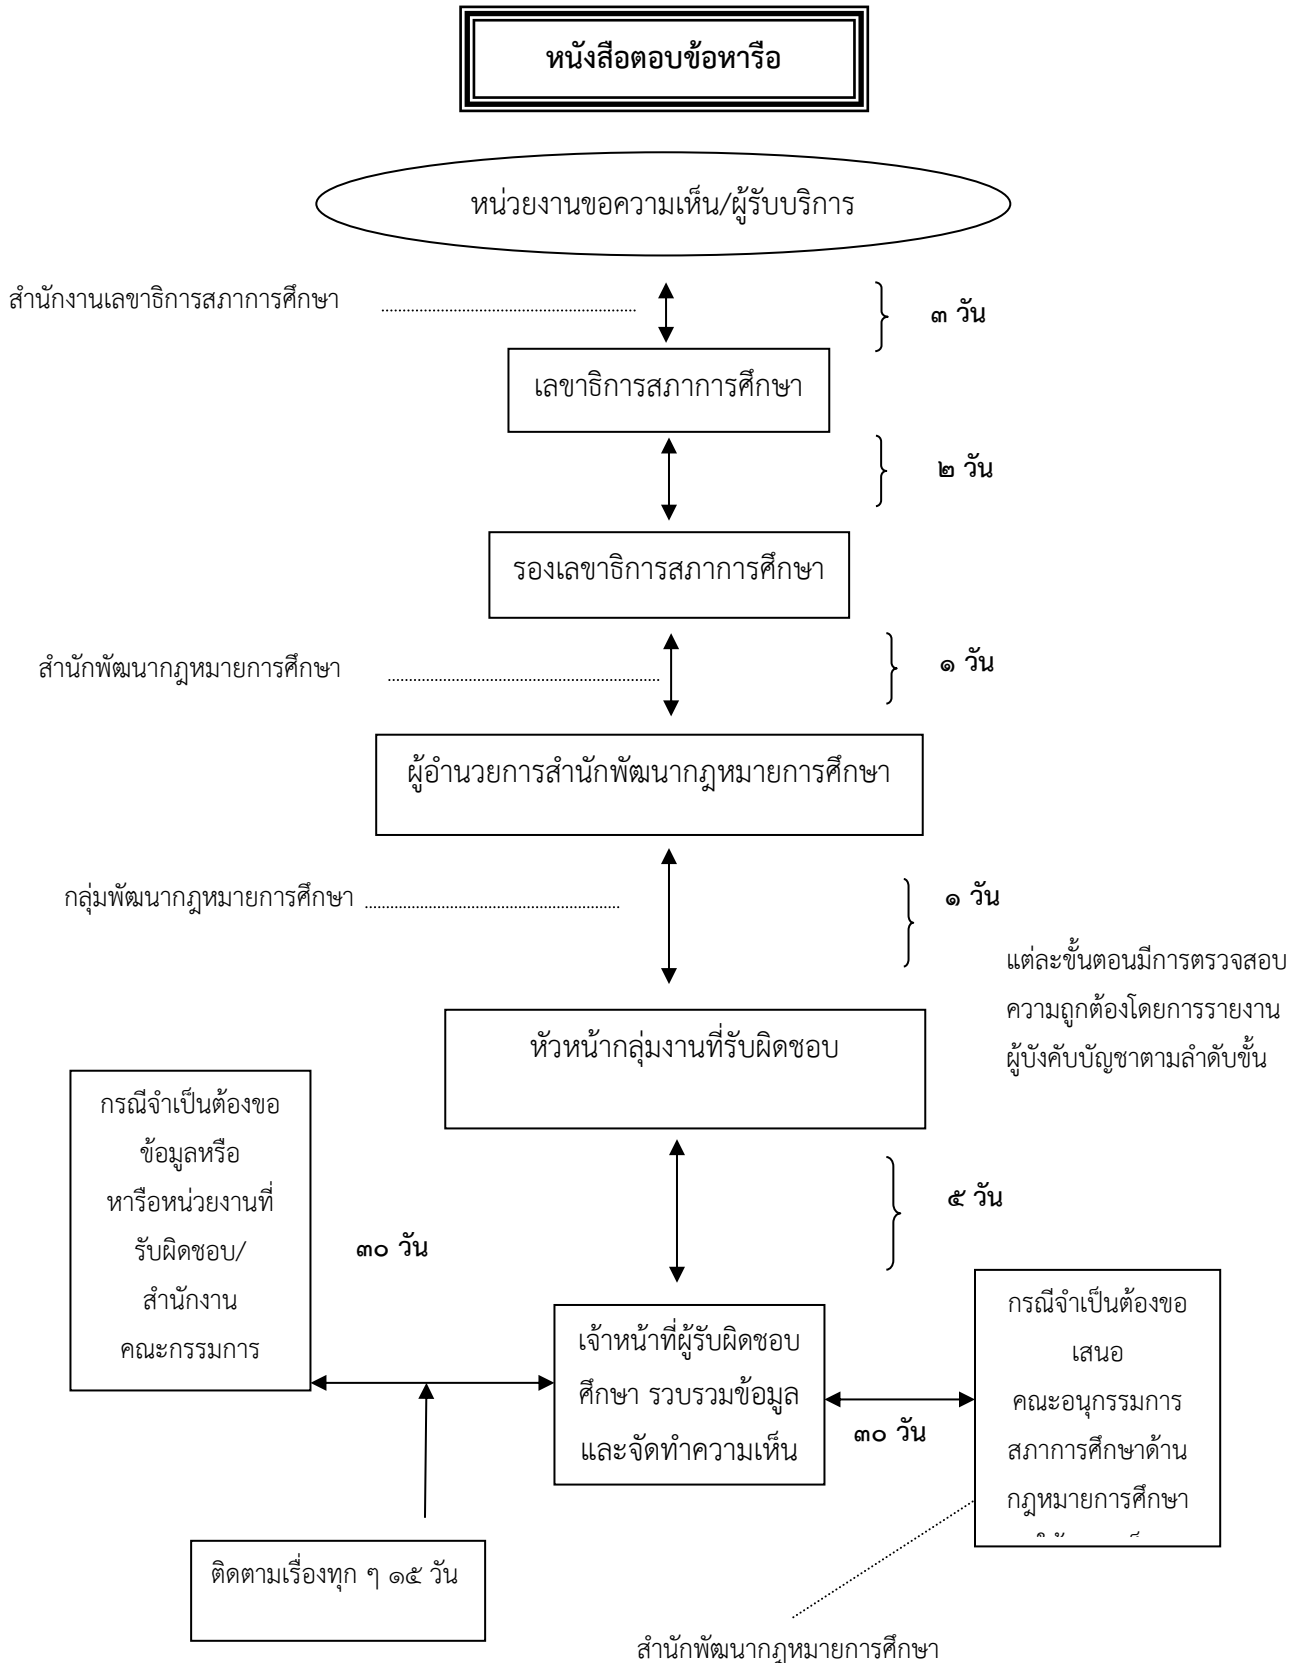 หนังสือตอบข้อหารือ
หน่วยงานขอความเห็น/ผู้รับบริการ
สำนักงานเลขาธิการสภาการศึกษา
๓ วัน
เลขาธิการสภาการศึกษา
๒ วัน
รองเลขาธิการสภาการศึกษา
สำนักพัฒนากฎหมายการศึกษา
๑ วัน
ผู้อำนวยการสำนักพัฒนากฎหมายการศึกษา
กลุ่มพัฒนากฎหมายการศึกษา
๑ วัน
แต่ละขั้นตอนมีการตรวจสอบ
ความถูกต้องโดยการรายงาน
ผู้บังคับบัญชาตามลำดับขั้น
หัวหน้ากลุ่มงานที่รับผิดชอบ
กรณีจำเป็นต้องขอ
ข้อมูลหรือ
หารือหน่วยงานที่
รับผิดชอบ/
สำนักงาน
คณะกรรมการ
๓๐ วัน
๕ วัน
เจ้าหน้าที่ผู้รับผิดชอบ
ศึกษา รวบรวมข้อมูล
และจัดทำความเห็น
๓๐ วัน
กรณีจำเป็นต้องขอ
เสนอ
คณะอนุกรรมการ
สภาการศึกษาด้าน
กฎหมายการศึกษา
ติดตามเรื่องทุก ๆ ๑๕ วัน
สำนักพัฒนากฎหมายการศึกษา